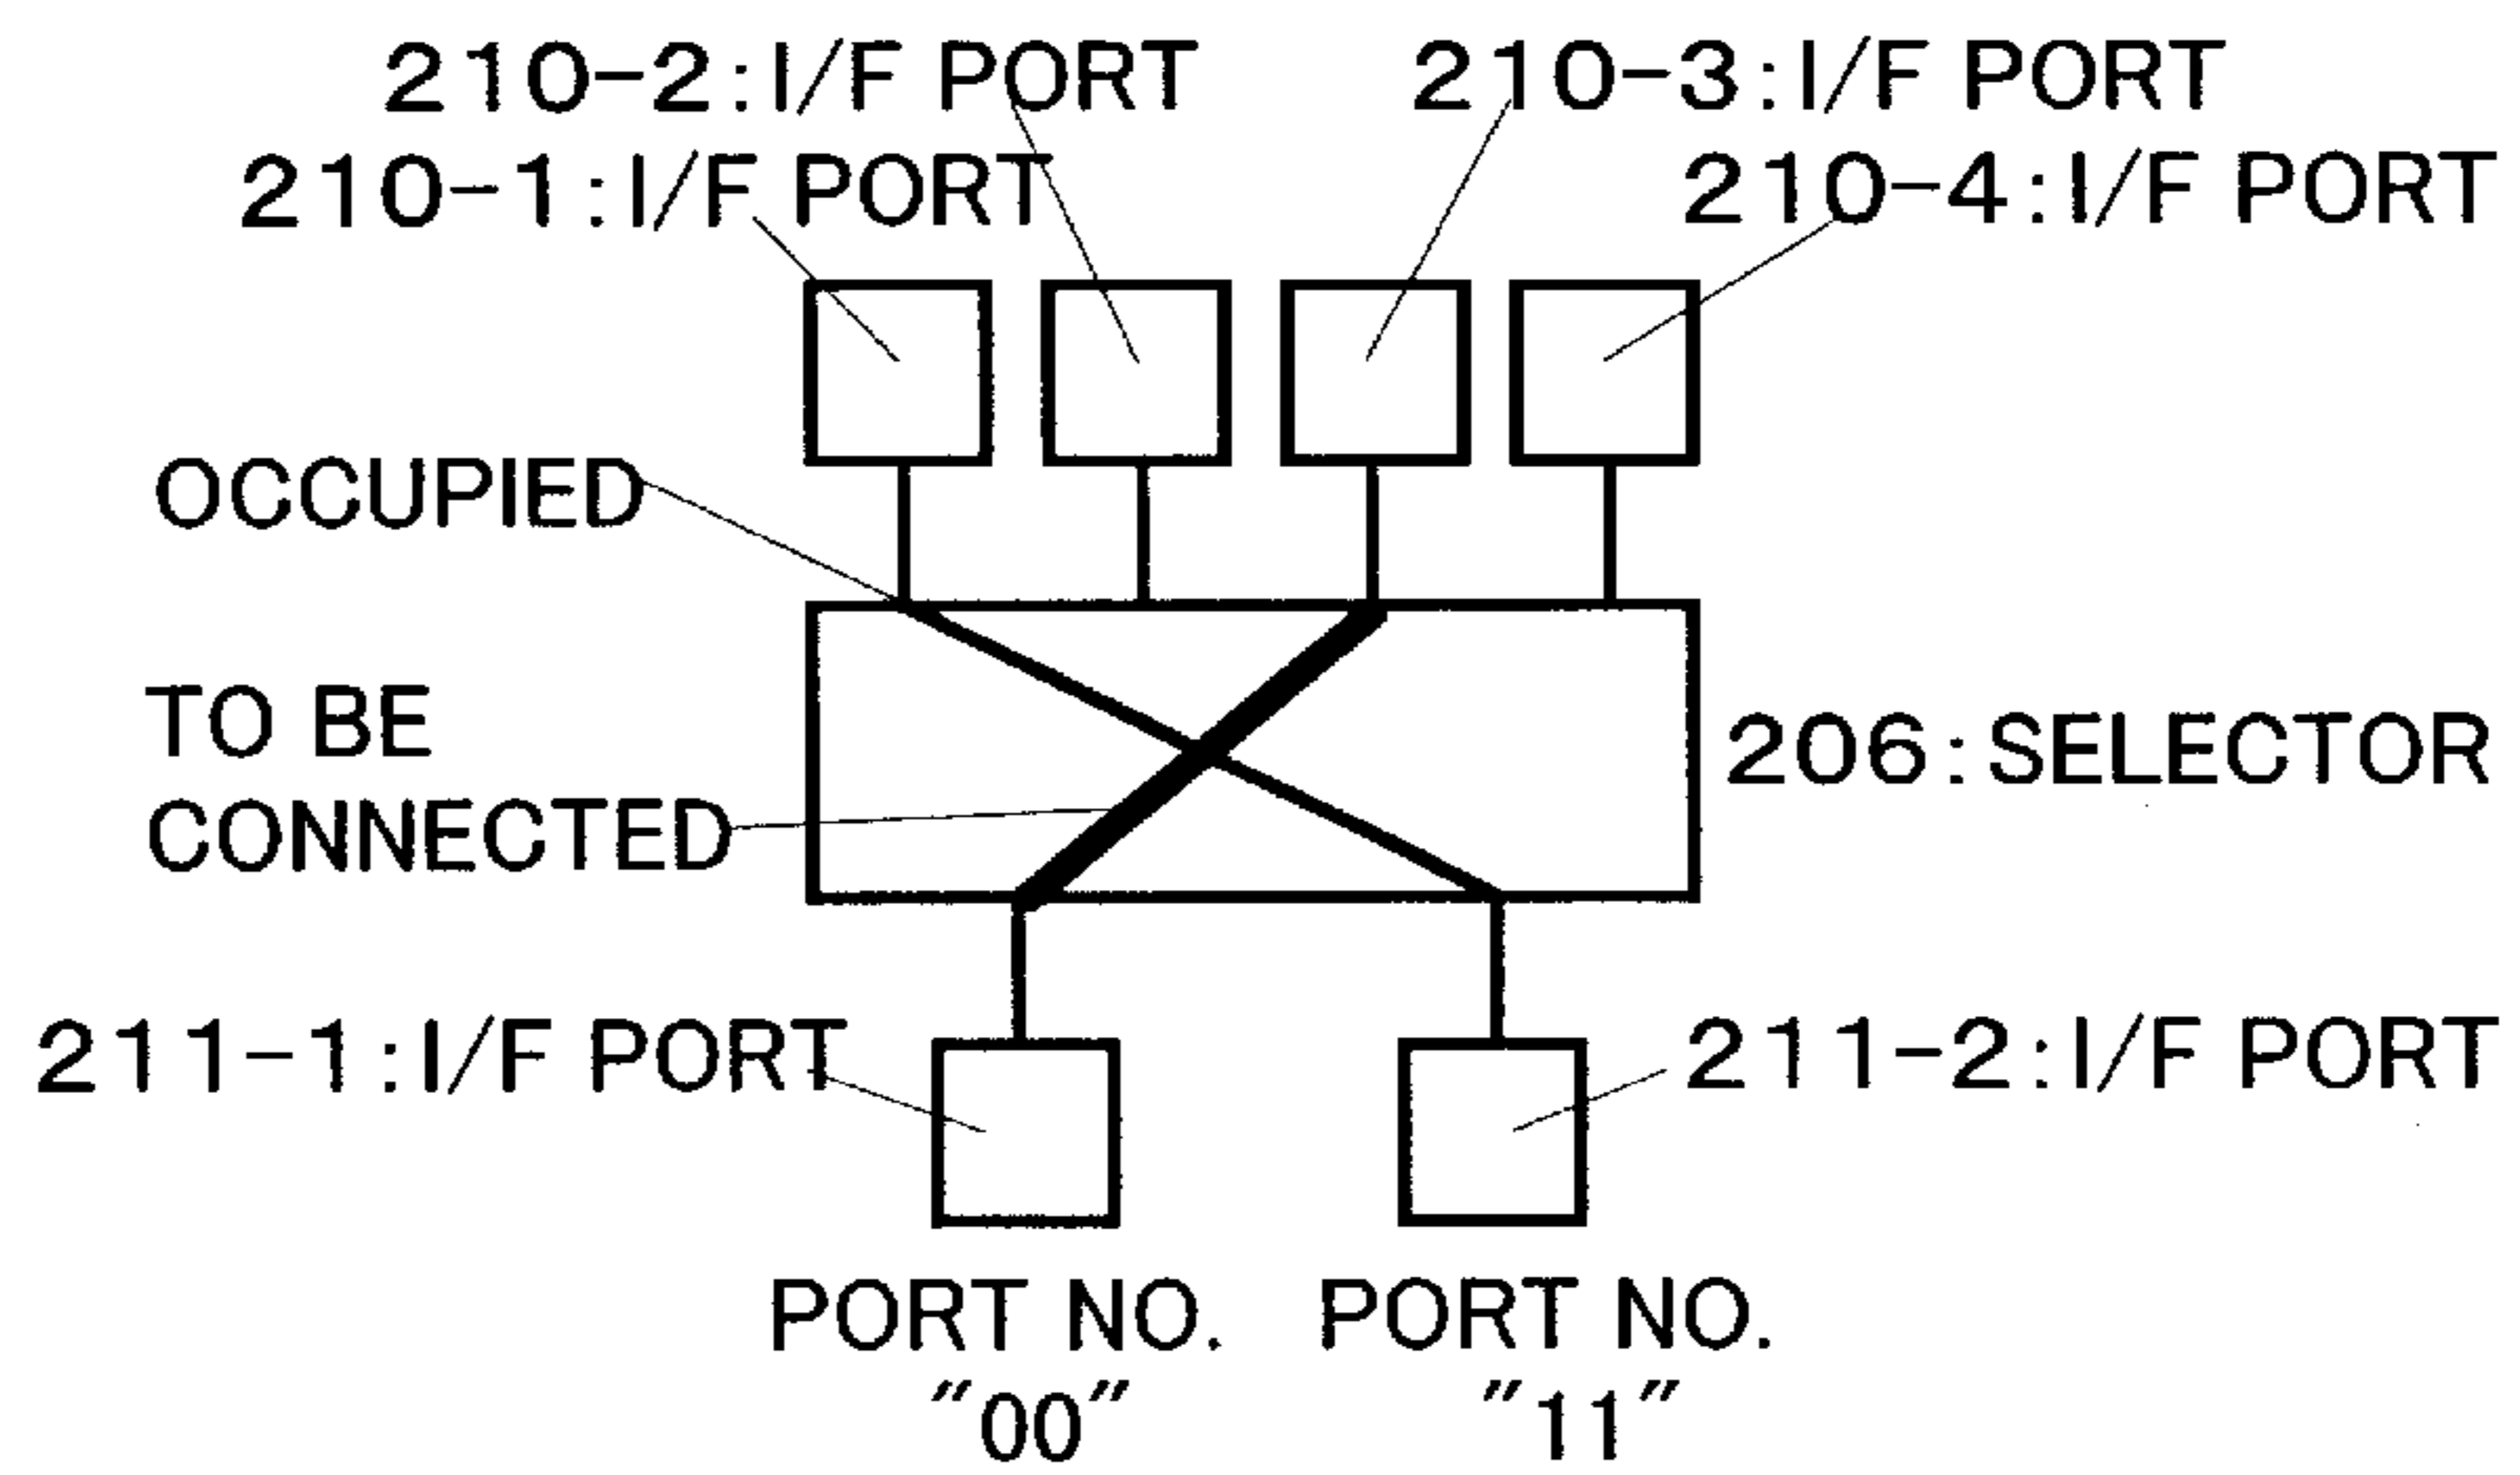 210-2:I/F PORT
210-3:I/F PORT
210-1:I/F PORT
210-4:I/F PORT
OCCUPIED
TO BE
CONNECTED
206:SELECTOR
211-1:I/F PORT
211-2:I/F PORT
PORT NO.
"00"
PORT NO.
"11"